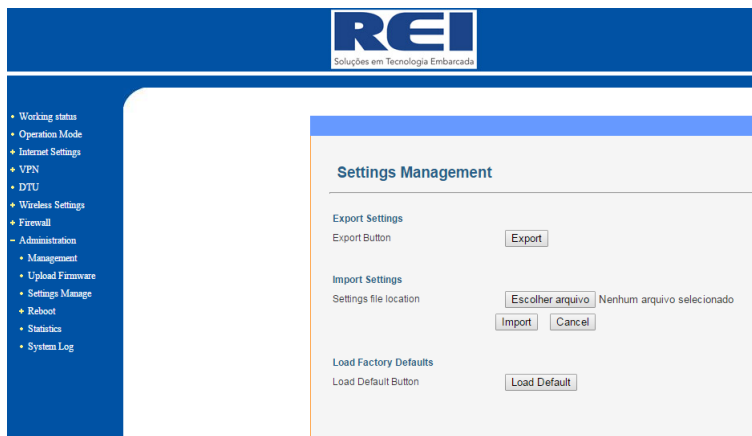 REI
Soluções em Tecnologia Embarcada
Working status
Operation Mode
Internet Settings
VPN
DTU
Wireless Settings
Firewall
Administration
Management
Upload Firmware
Settings Manage
Reboot
Statistics
System Log
Settings Management
Export Settings
Export Button Export
Import Settings
Settings file location Escolher arquivo Nenhum arquivo selecionado
Import Cancel
Load Factory Defaults
Load Default Button Load Default